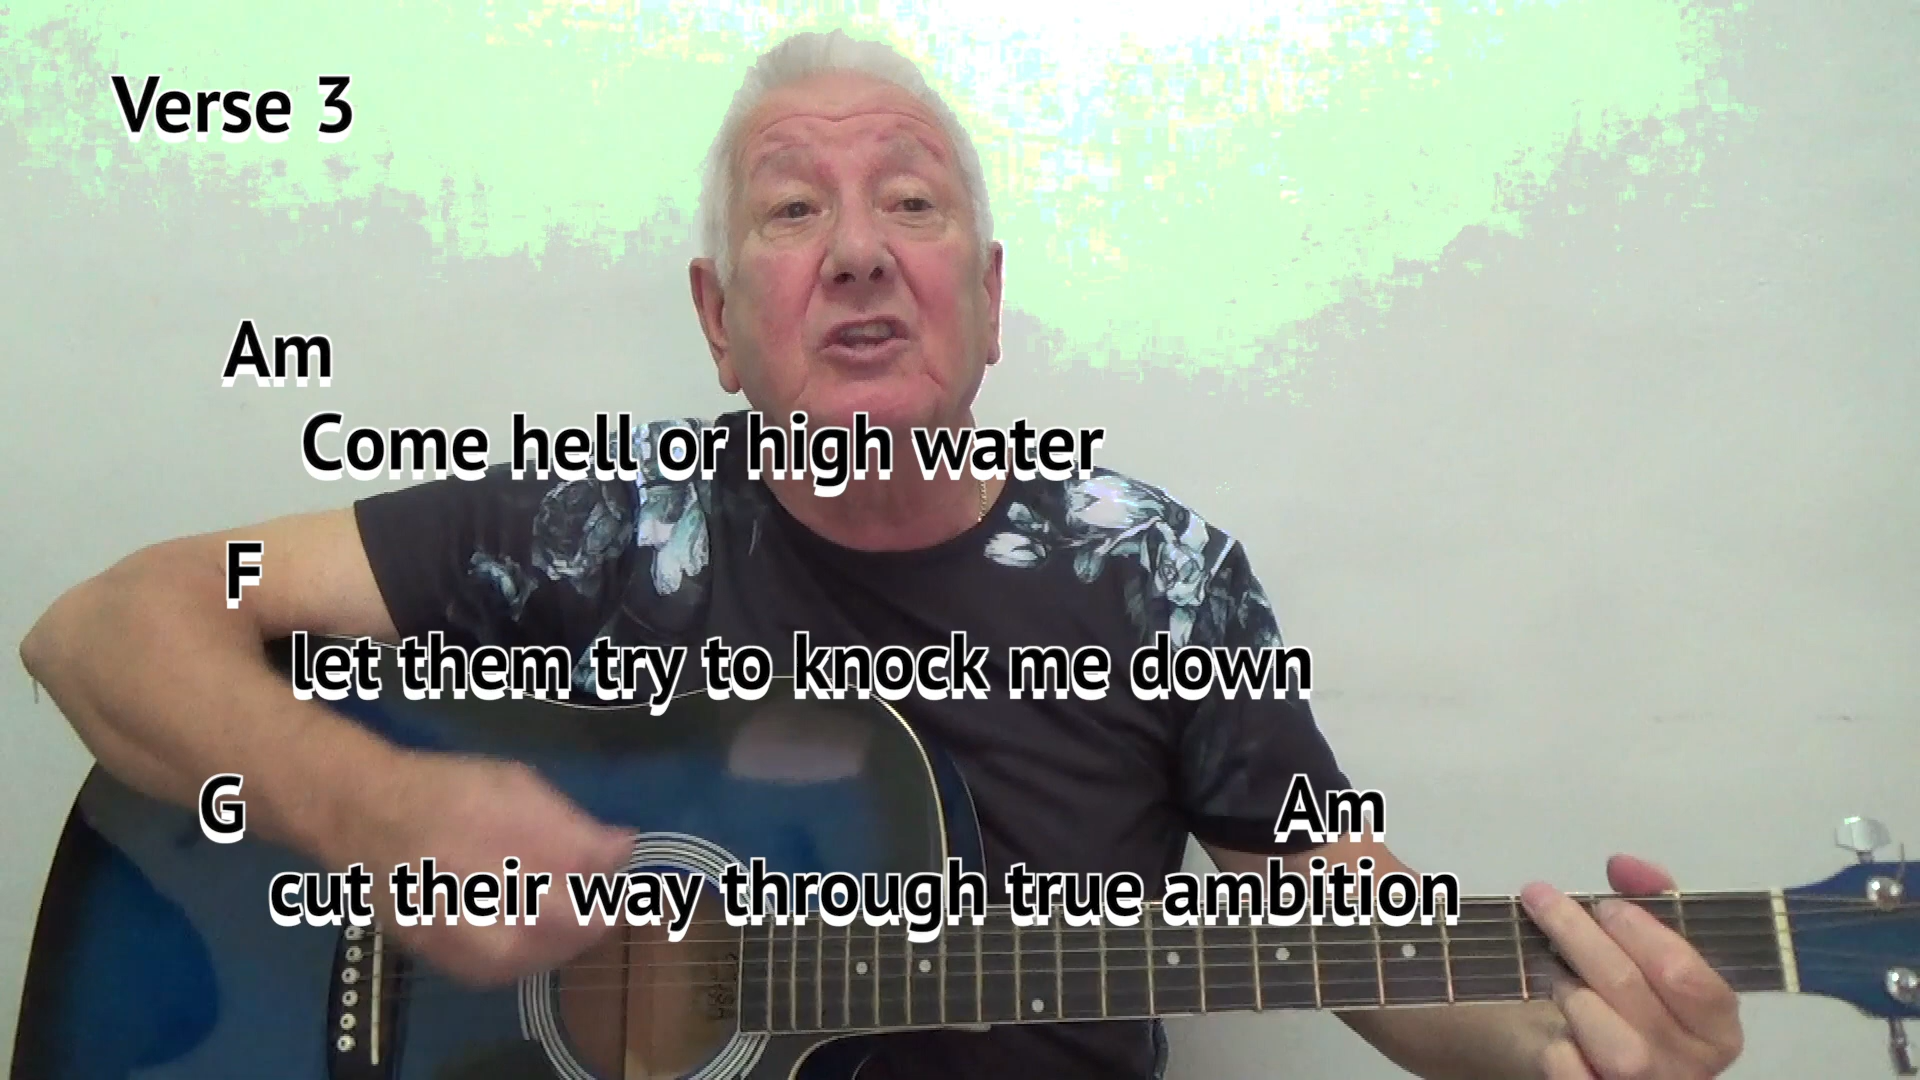 Verse 3
Am
Come hell or high water
F
let them try to knock me down
G Am
cut their way through true ambition